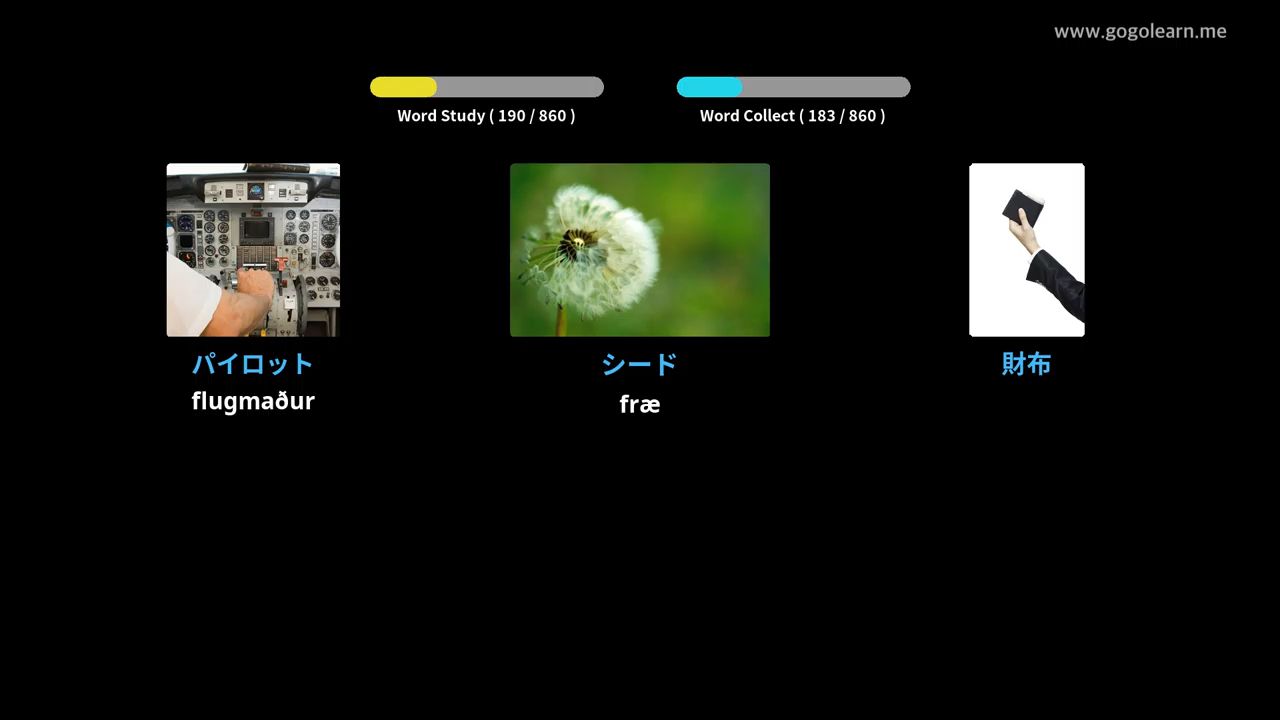 www.gogolearn.me
Word Study ( 190 / 860 )
Word Collect ( 183 / 860 )
パイロット
シード
財布
flugmaður
fræ